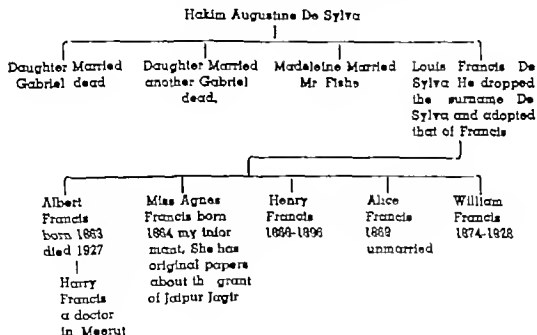 Hakim Augustine De Sylva
Daughter Married
Gabriel dead
Daughter Married
another Gabriel
dead.
Madeleine Married
Mr Fishe
Louis Francis De
Sylva He dropped
the surname De
Sylva and adopted
that of Francis
Albert
Francis
born 1863
died 1927
Harry
Francis
a doctor
in Meerut
Miss Agnes
Francis born
1864 my infor
mant. She has
original papers
about th grant
of Jaipur Jagir
Henry
Francis
1866-1896
Alice
Francis
1869
unmarried
William
Francis
1874-1928